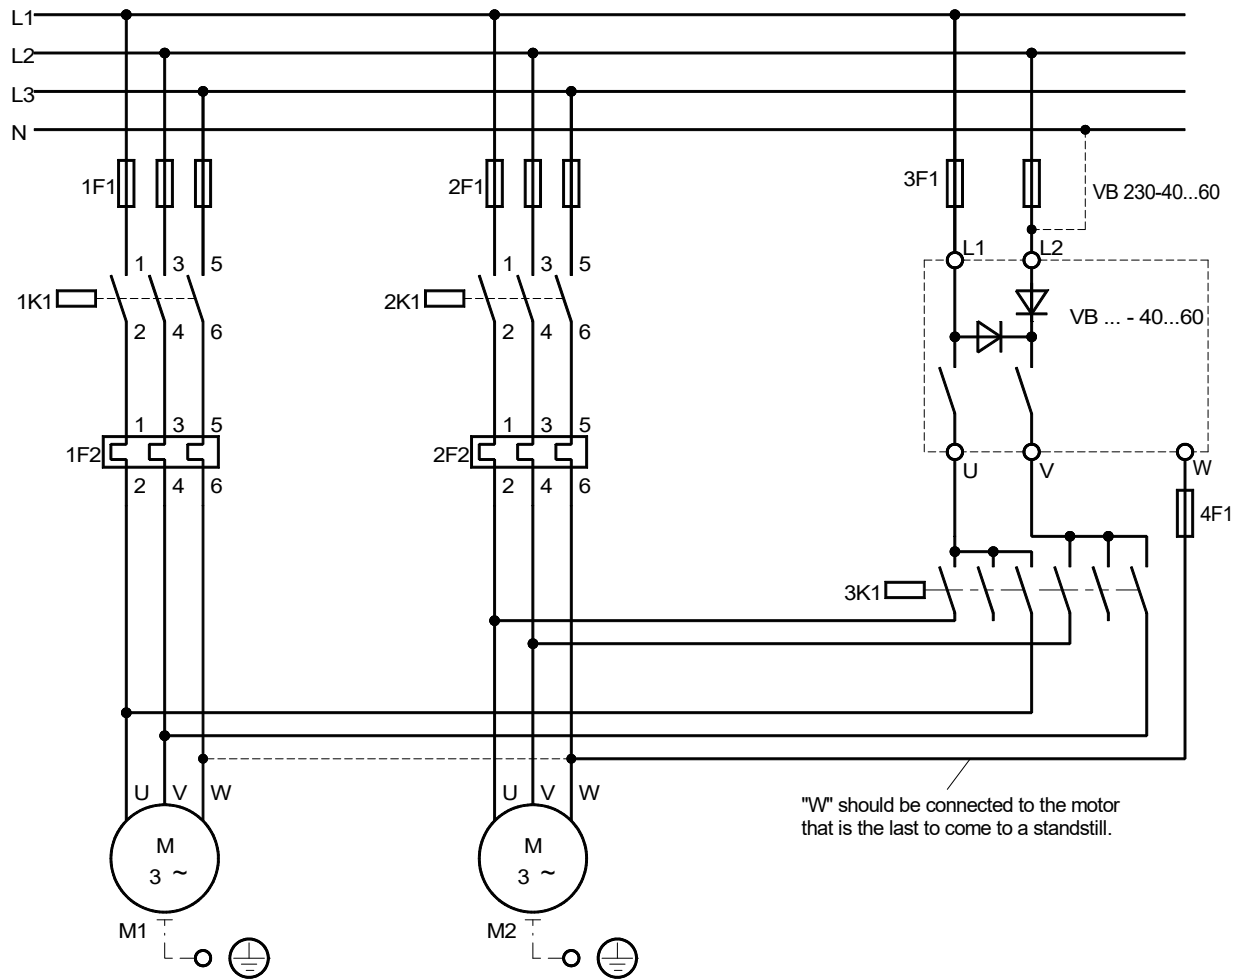 L1
L2
L3
N
1F1
2F1
3F1
VB 230-40...60
1 3 5
1 3 5
L1 L2
1K1
2K1
VB ... - 40...60
2 4 6
2 4 6
1 3 5
1 3 5
1F2
2F2
U V W
2 4 6
2 4 6
4F1
3K1
U V W
U V W
"W" should be connected to the motor
that is the last to come to a standstill.
M
3 ~
M
3 ~
M1
M2